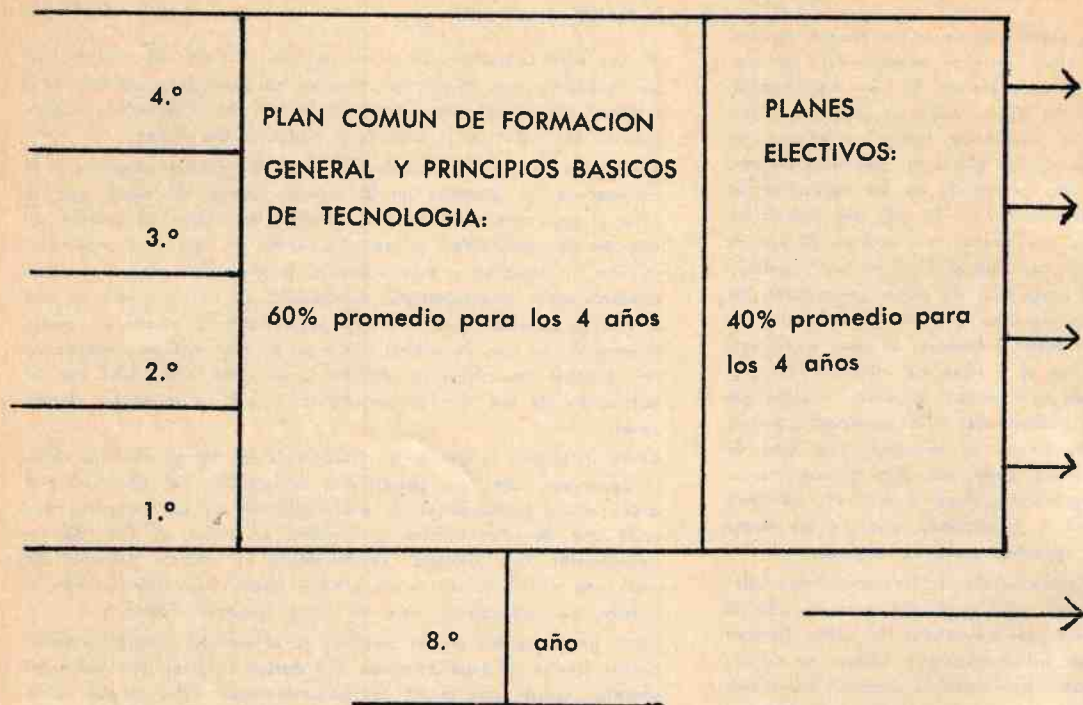 4.º
3.º
2.º
1.º
PLAN COMUN DE FORMACION
GENERAL Y PRINCIPIOS BASICOS
DE TECNOLOGIA:
60% promedio para los 4 años
PLANES
ELECTIVOS:
40% promedio para
los 4 años
8.º año